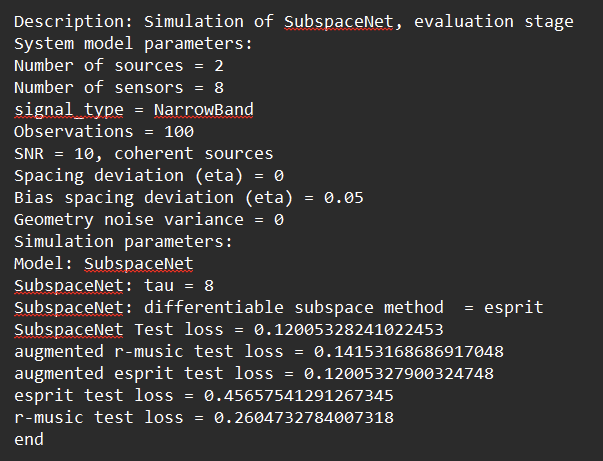 Description: Simulation of SubspaceNet, evaluation stage
System model parameters:
Number of sources = 2
Number of sensors = 8
signal_type = NarrowBand
Observations = 100
SNR = 10, coherent sources
Spacing deviation (eta) = 0
Bias spacing deviation (eta) = 0.05
Geometry noise variance = 0
Simulation parameters:
Model: SubspaceNet
SubspaceNet: tau = 8
SubspaceNet: differentiable subspace method  = esprit
SubspaceNet Test loss = 0.12005328241022453
augmented r-music test loss = 0.14153168686917048
augmented esprit test loss = 0.12005327900324748
esprit test loss = 0.45657541291267345
r-music test loss = 0.2604732784007318
end